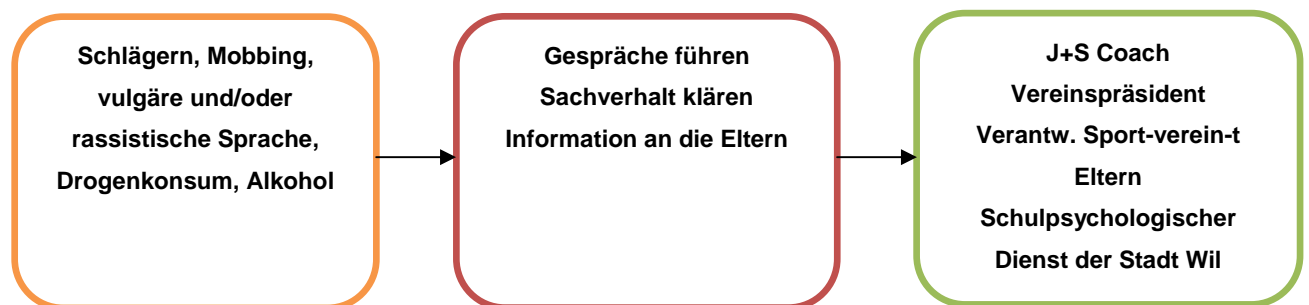 Schlägern, Mobbing,
vulgäre und/oder
rassistische Sprache,
Drogenkonsum, Alkohol
Gespräche führen
Sachverhalt klären
Information an die Eltern
J+S Coach
Vereinspräsident
Verantw. Sport-verein-t
Eltern
Schulpsychologischer
Dienst der Stadt Wil